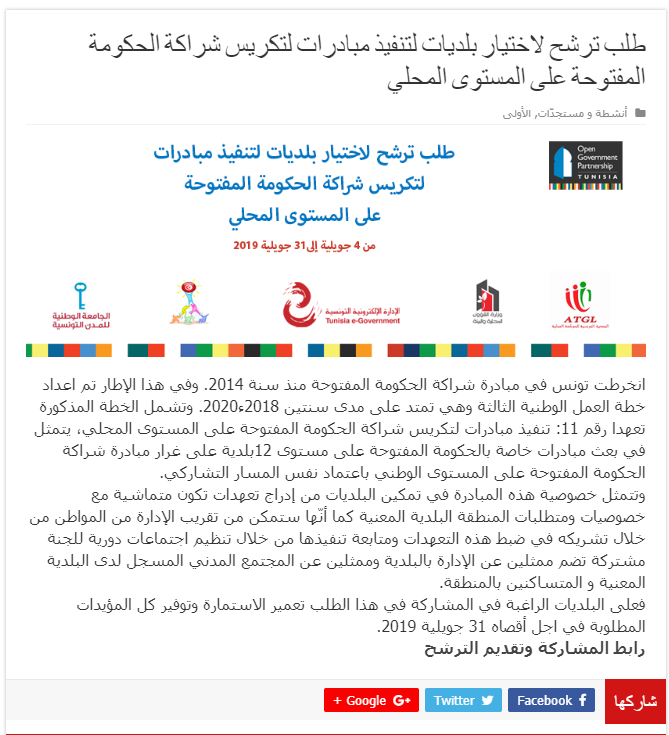 طلب ترشح لاختيار بلديات لتنفيذ مبادرات لتكريس شراكة الحكومة
المفتوحة على المستوى المحلي
أنشطة و مستجدّات, الأولى
Open
Government
Partnership
TUNISIA
طلب ترشح لاختيار بلديات لتنفيذ مبادرات
لتكريس شراكة الحكومة المفتوحة
على المستوى المحلي
من 4 جويلية إلى31 جويلية 2019
ATGL
وزارة الشؤون
المحلية والبيئة
الإدارة الإلكترونية التونسية
Tunisia e-Government
الجامعة الوطنية
للمدن التونسية
انخرطت تونس في مبادرة شراكة الحكومة المفتوحة منذ سنة 2014. وفي هذا الإطار تم اعداد
خطة العمل الوطنية الثالثة وهي تمتد على مدى سنتين 2018ء2020. وتشمل الخطة المذكورة
تعهدا رقم 11: تنفيذ مبادرات لتكريس شراكة الحكومة المفتوحة على المستوى المحلي، يتمثل
في بعث مبادرات خاصة بالحكومة المفتوحة على مستوى 12بلدية على غرار مبادرة شراكة
الحكومة المفتوحة على المستوى الوطني باعتماد نفس المسار التشاركي.
وتتمثل خصوصية هذه المبادرة في تمكين البلديات من إدراج تعهدات تكون متماشية مع
خصوصيات ومتطلبات المنطقة البلدية المعنية كما أنّها ستمكن من تقريب الإدارة من المواطن من
خلال تشريكه في ضبط هذه التعهدات ومتابعة تنفيذها من خلال تنظيم اجتماعات دورية للجنة
مشتركة تضم ممثلين عن الإدارة بالبلدية وممثلين عن المجتمع المدني المسجل لدى البلدية
المعنية و المتساكنين بالمنطقة.
فعلى البلديات الراغبة في المشاركة في هذا الطلب تعمير الاستمارة وتوفير كل المؤيدات
المطلوبة في اجل أقصاه 31 جويلية 2019.
رابط المشاركة وتقديم الترشح
شاركها
Facebook
Twitter
Google +